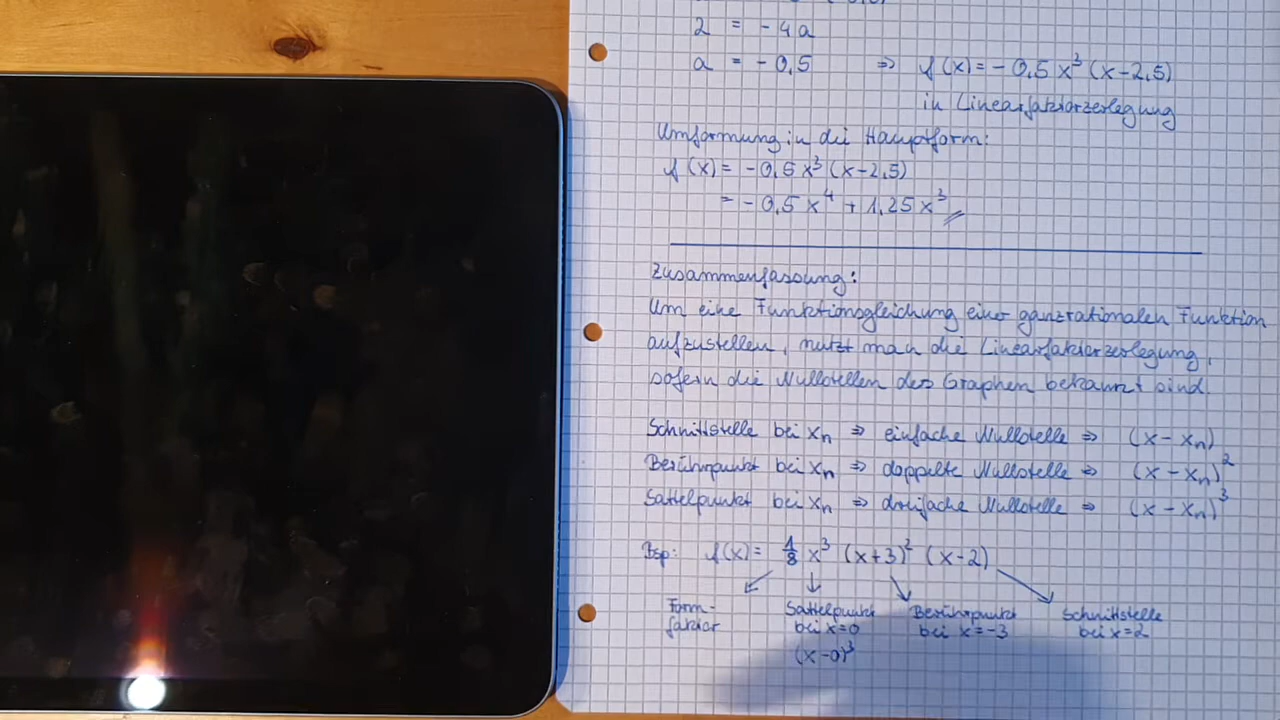 2 = -4a
a = -0,5 ⇒ f(x) = -0,5x³ (x-2,5)
in Linearfaktorzerlegung
Umformung in die Hauptform:
f(x) = -0,5x³ (x-2,5)
= -0,5x⁴ + 1,25x³
Zusammenfassung:
Um eine Funktionsgleichung einer ganzrationalen Funktion
aufzustellen, nutzt man die Linearfaktorzerlegung,
sofern die Nullstellen des Graphen bekannt sind.
Schnittstelle bei xₙ ⇒ einfache Nullstelle ⇒ (x-xₙ)
Berührpunkt bei xₙ ⇒ doppelte Nullstelle ⇒ (x-xₙ)²
Sattelpunkt bei xₙ ⇒ dreifache Nullstelle ⇒ (x-xₙ)³
Bsp: f(x) = 1/8 x³ (x+3)² (x-2)
Form- Sattelpunkt Berührpunkt Schnittstelle
faktor bei x=0 bei x=-3 bei x=2
(x-0)³